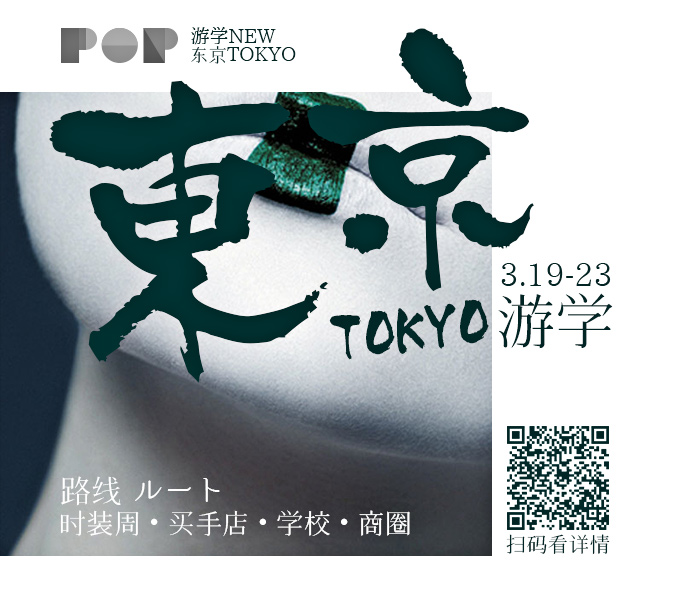 POP
游学NEW
东京TOKYO
東京
TOKYO
3.19-23
游学
路线 ルート
时装周・买手店・学校・商圈
扫码看详情